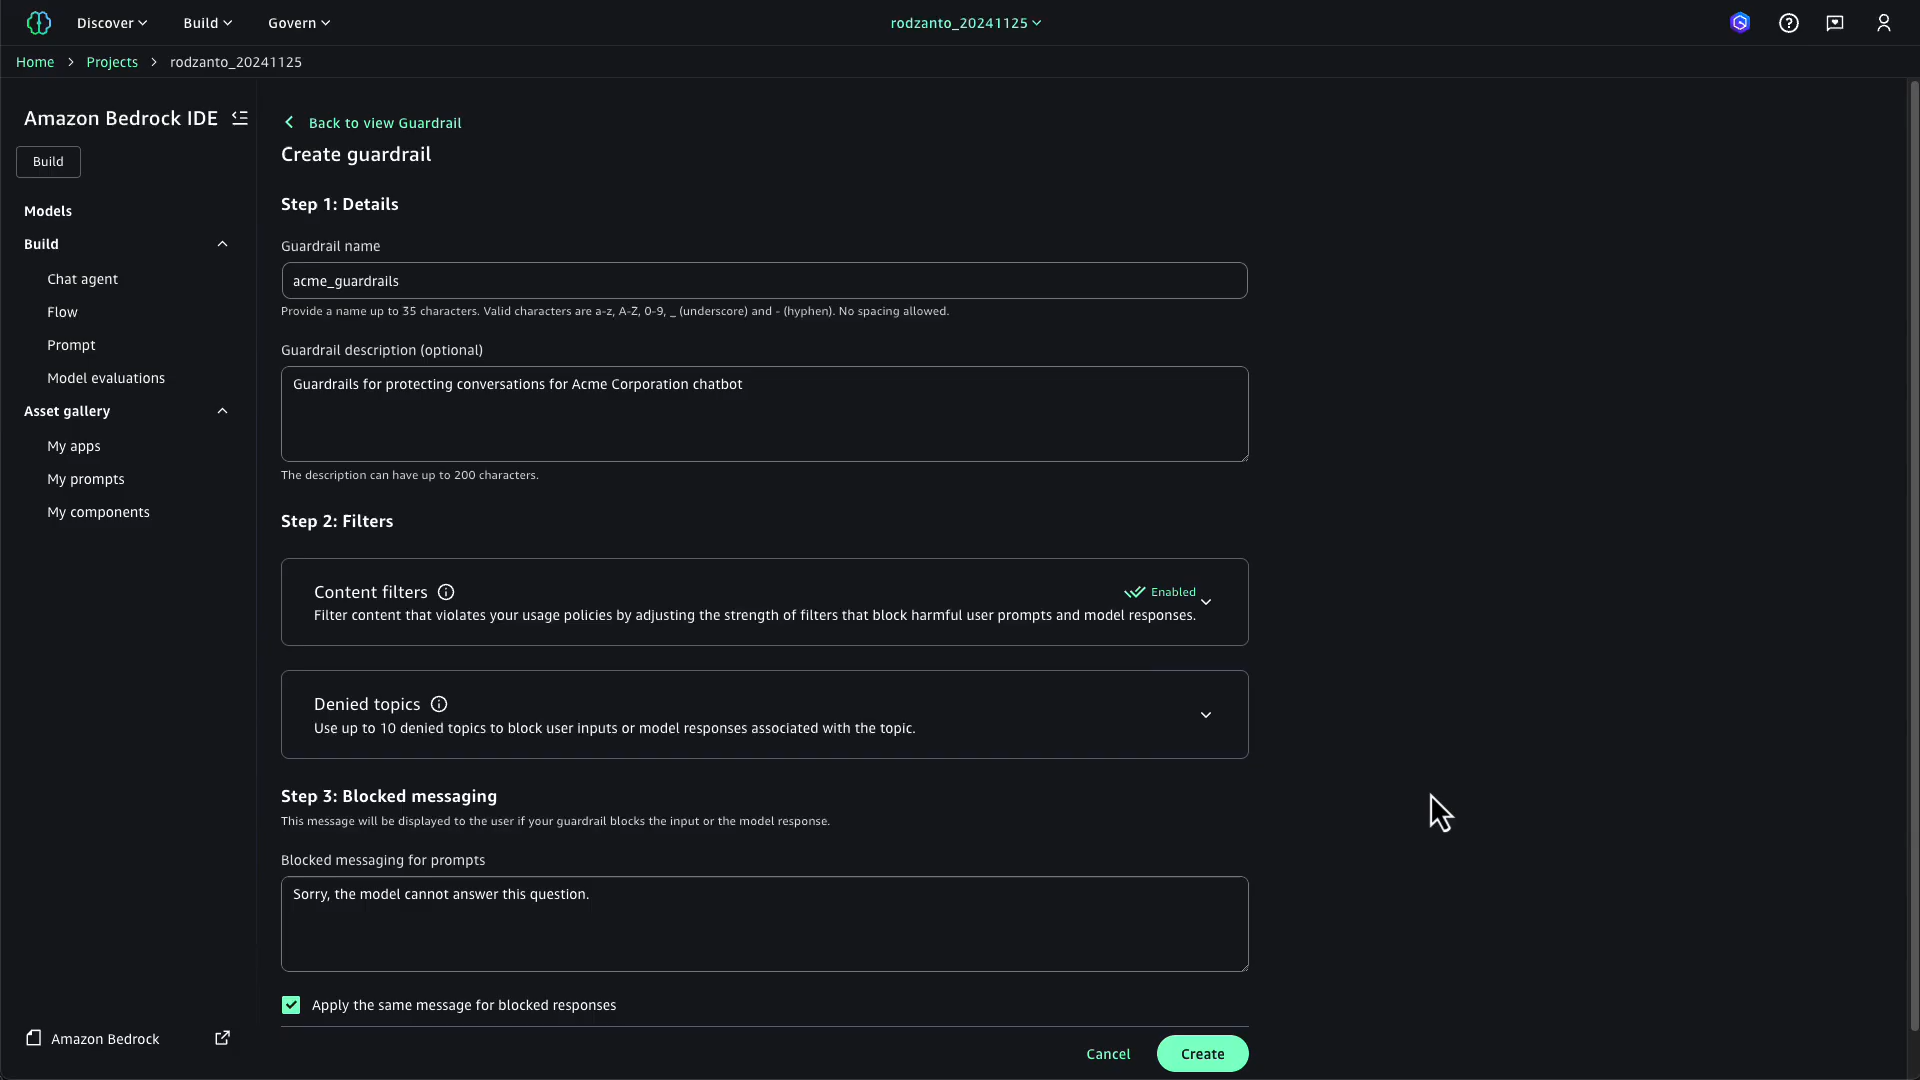 Discover
Build
Govern
rodzanto_20241125
Home > Projects > rodzanto_20241125
Amazon Bedrock IDE
Build
Models
Build
Chat agent
Flow
Prompt
Model evaluations
Asset gallery
My apps
My prompts
My components
Amazon Bedrock
Back to view Guardrail
Create guardrail
Step 1: Details
Guardrail name
acme_guardrails
Provide a name up to 35 characters. Valid characters are a-z, A-Z, 0-9, _ (underscore) and - (hyphen). No spacing allowed.
Guardrail description (optional)
Guardrails for protecting conversations for Acme Corporation chatbot
The description can have up to 200 characters.
Step 2: Filters
Content filters
Enabled
Filter content that violates your usage policies by adjusting the strength of filters that block harmful user prompts and model responses.
Denied topics
Use up to 10 denied topics to block user inputs or model responses associated with the topic.
Step 3: Blocked messaging
This message will be displayed to the user if your guardrail blocks the input or the model response.
Blocked messaging for prompts
Sorry, the model cannot answer this question.
Apply the same message for blocked responses
Cancel
Create